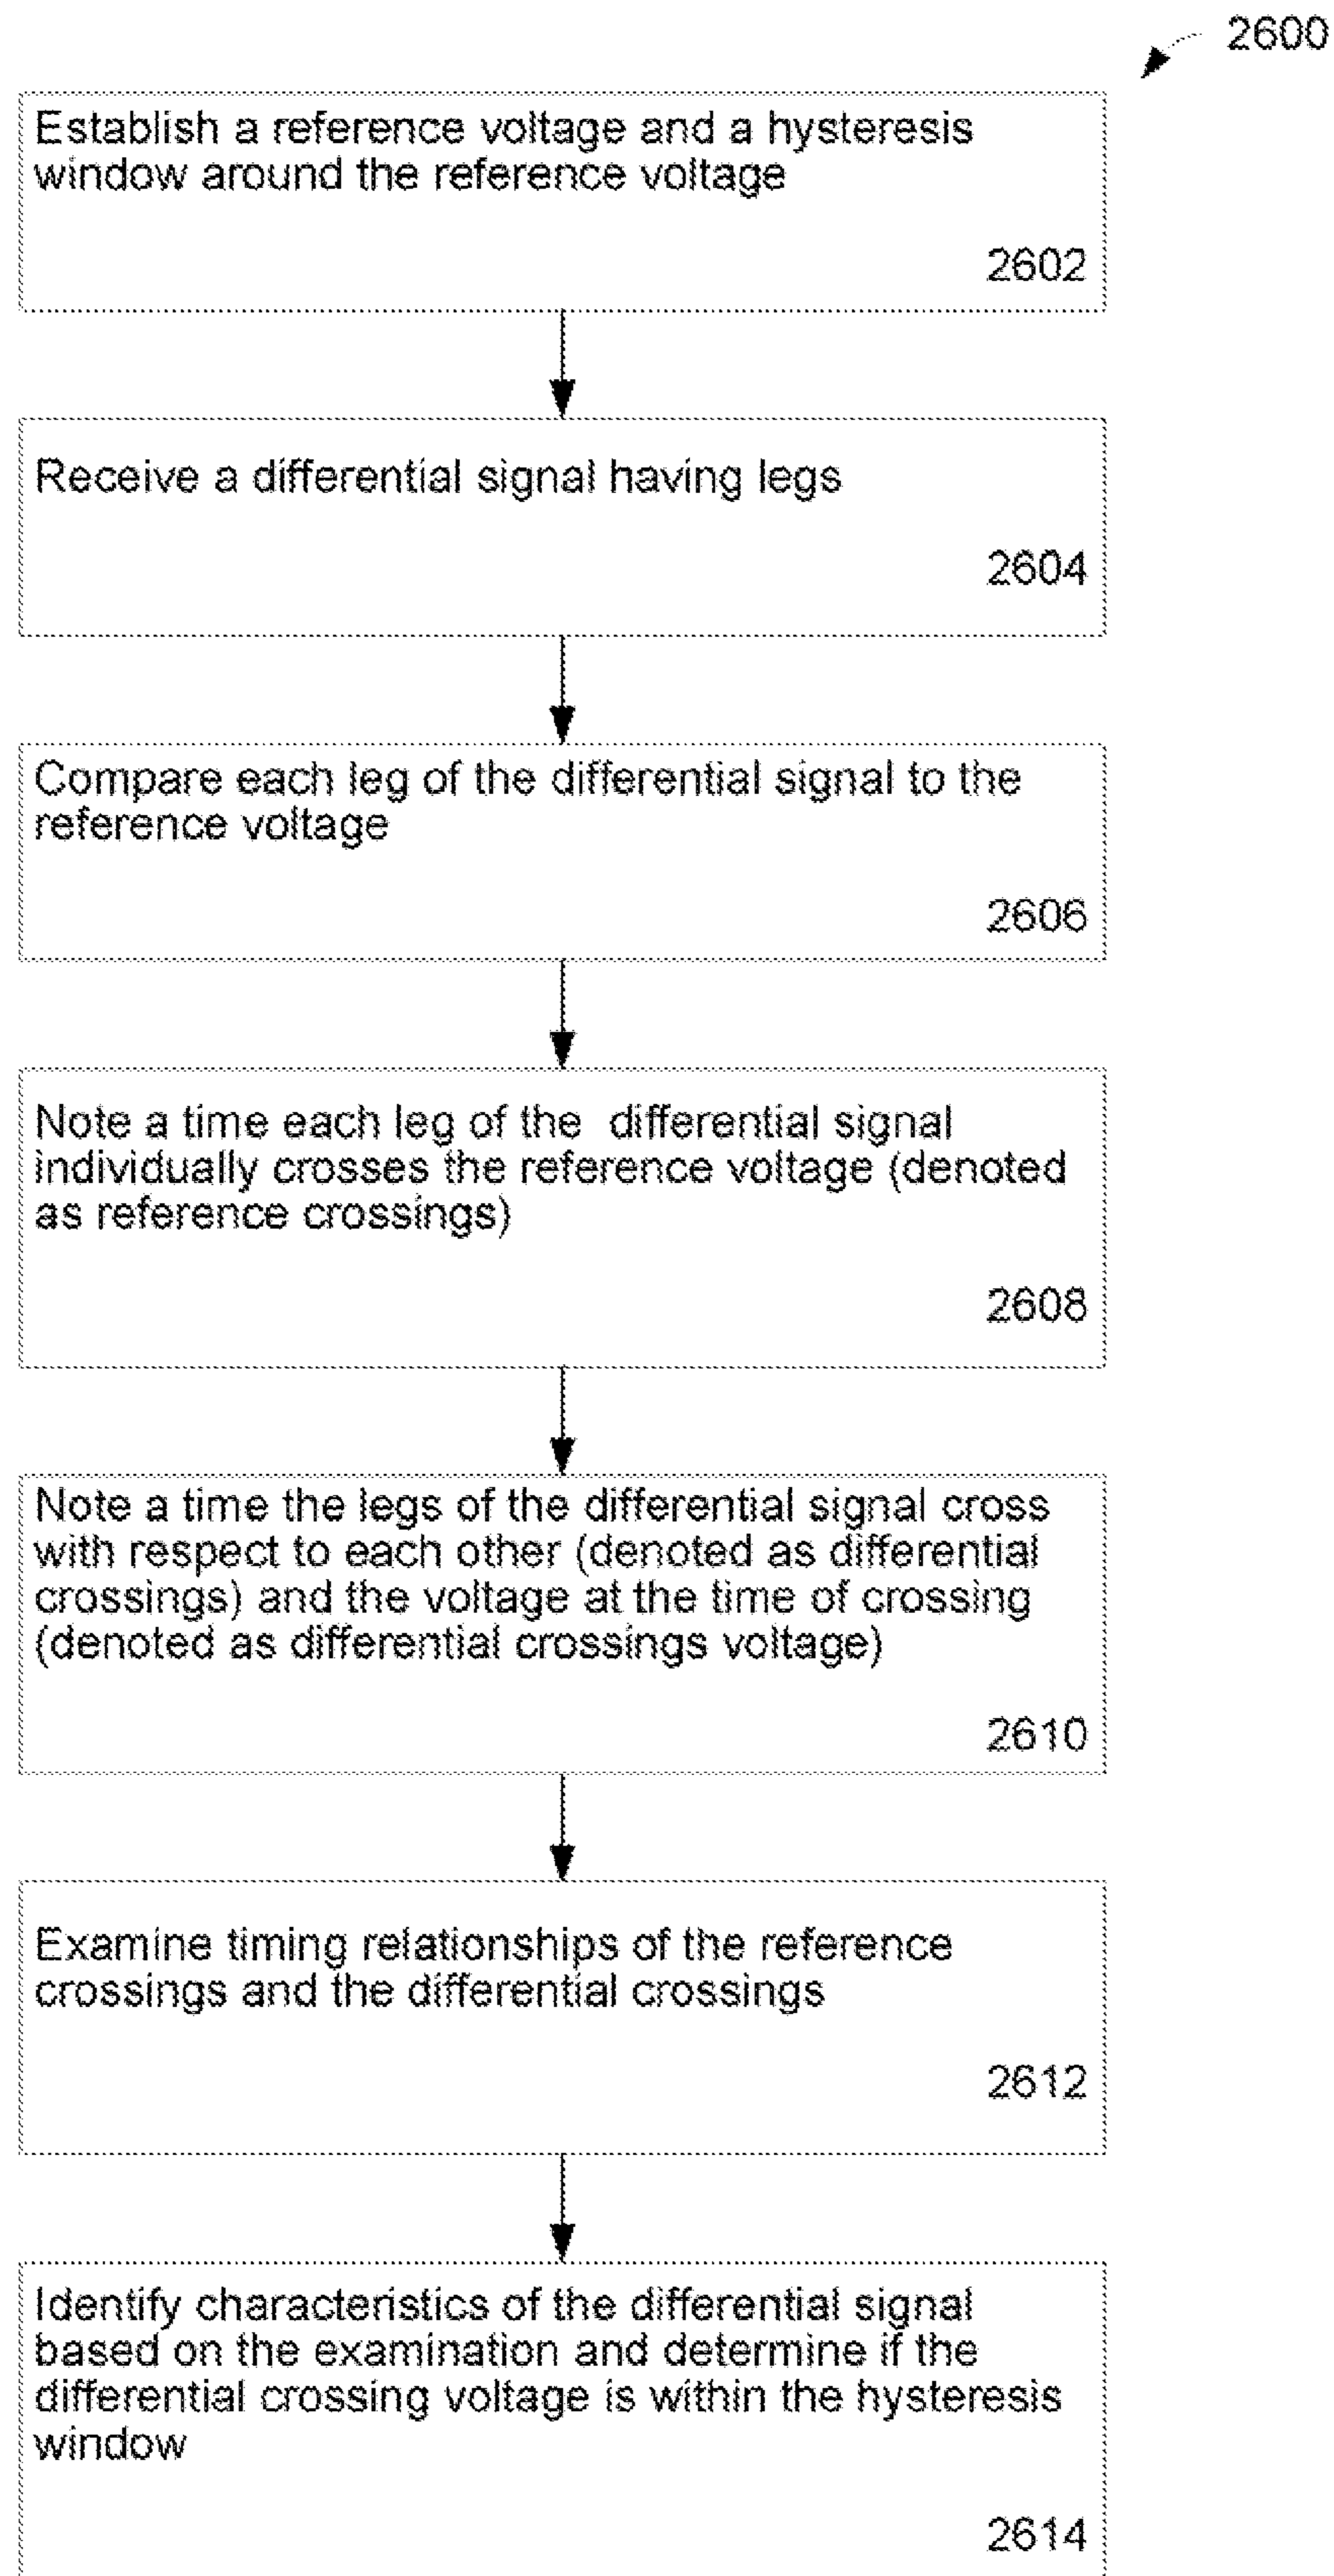 2600
Establish a reference voltage and a hysteresis
window around the reference voltage
2602
Receive a differential signal having legs
2604
Compare each leg of the differential signal to the
reference voltage
2606
Note a time each leg of the  differential signal
individually crosses the reference voltage (denoted
as reference crossings)
2608
Note a time the legs of the differential signal cross
with respect to each other (denoted as differential
crossings) and the voltage at the time of crossing
(denoted as differential crossings voltage)
2610
Examine timing relationships of the reference
crossings and the differential crossings
2612
Identify characteristics of the differential signal
based on the examination and determine if the
differential crossing voltage is within the hysteresis
window
2614